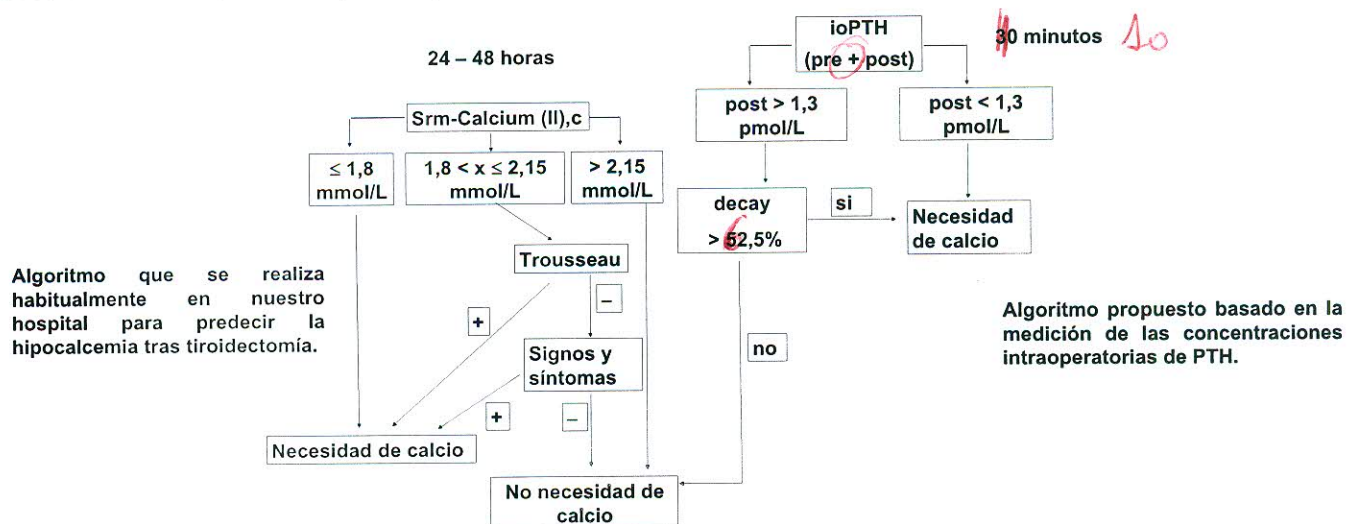 24 – 48 horas
Srm-Calcium (II),c
≤ 1,8
mmol/L
1,8 < x ≤ 2,15
mmol/L
> 2,15
mmol/L
Trousseau
+
–
Signos y
síntomas
+
–
Necesidad de calcio
No necesidad de
calcio
Algoritmo que se realiza
habitualmente en nuestro
hospital para predecir la
hipocalcemia tras tiroidectomía.
ioPTH
(pre + post)
30 minutos 10
post > 1,3
pmol/L
post < 1,3
pmol/L
decay
> 52,5%
si
Necesidad
de calcio
no
Algoritmo propuesto basado en la
medición de las concentraciones
intraoperatorias de PTH.